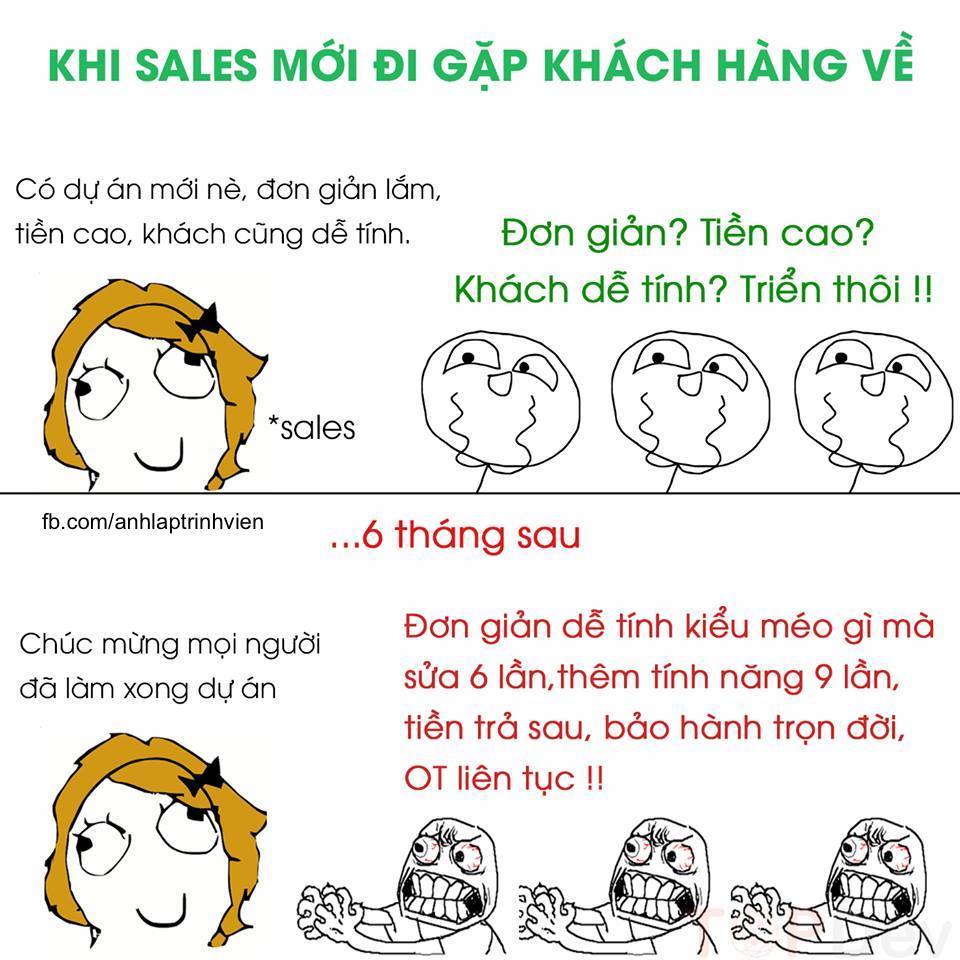 KHI SALES MỚI ĐI GẶP KHÁCH HÀNG VỀ
Có dự án mới nè, đơn giản lắm,
tiền cao, khách cũng dễ tính.
Đơn giản? Tiền cao?
Khách dễ tính? Triển thôi !!
*sales
fb.com/anhlaptrinhvien
...6 tháng sau
Chúc mừng mọi người
đã làm xong dự án
Đơn giản dễ tính kiểu méo gì mà
sửa 6 lần,thêm tính năng 9 lần,
tiền trả sau, bảo hành trọn đời,
OT liên tục !!
TOPDev